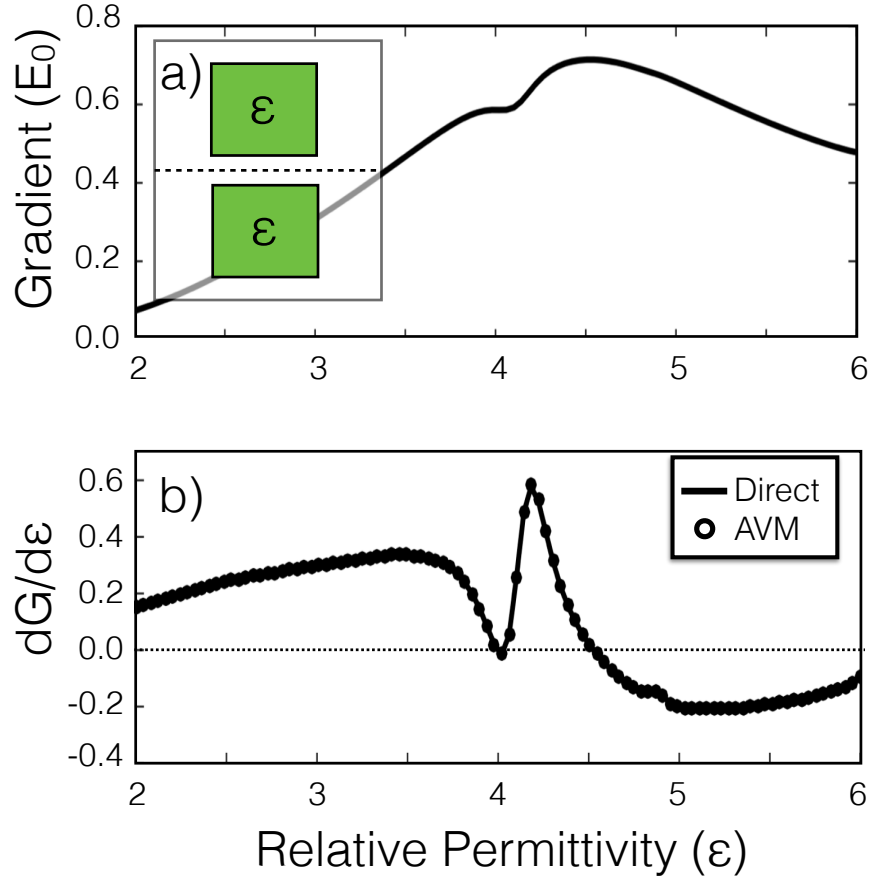 0.8
a)
ε
0.6
Gradient (E0)
0.4
ε
0.2
0.0
2 3 4 5 6
b)
Direct
AVM
0.6
0.4
dG/dε
0.2
0.0
-0.2
-0.4
2 3 4 5 6
Relative Permittivity (ε)